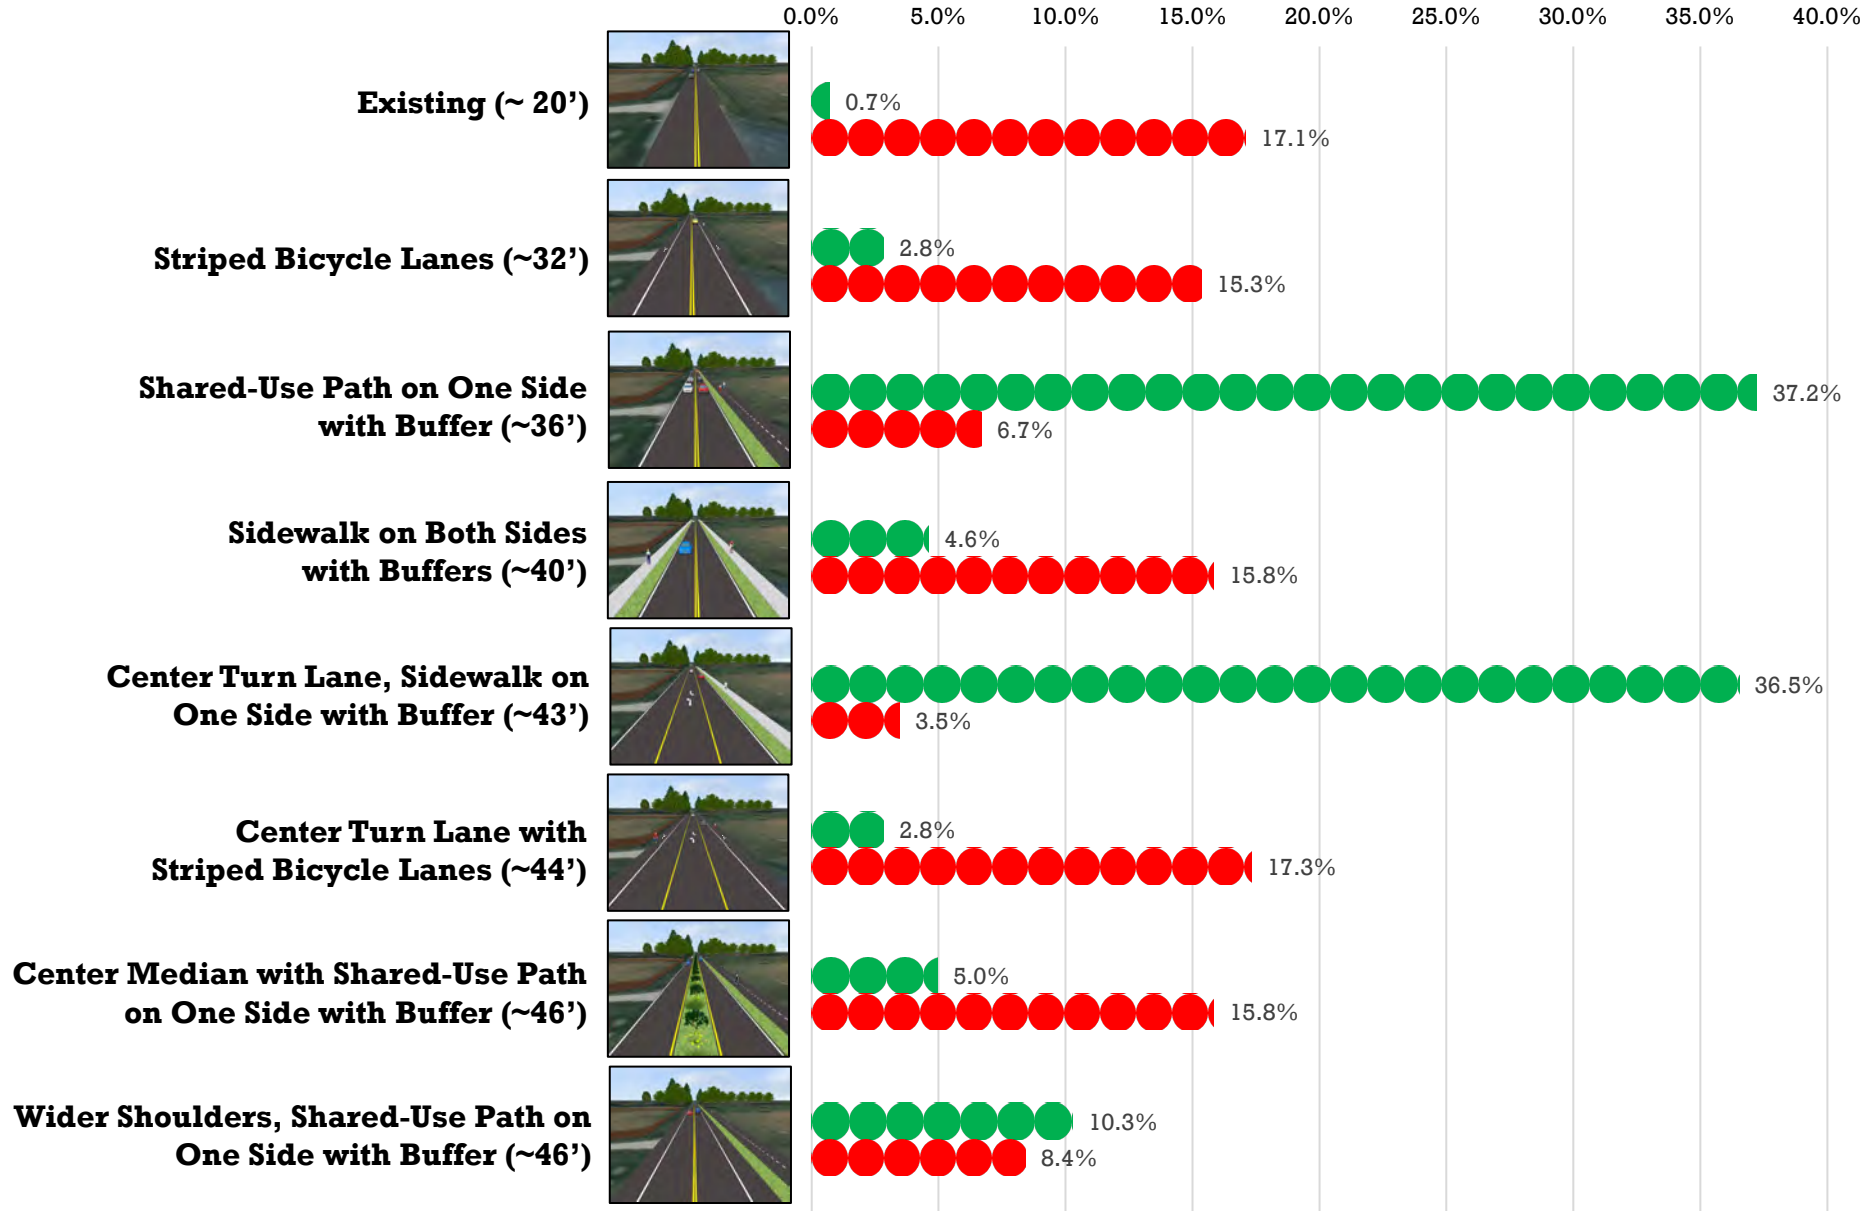 0.0% 5.0% 10.0% 15.0% 20.0% 25.0% 30.0% 35.0% 40.0%
Existing (~ 20’)
0.7%
17.1%
Striped Bicycle Lanes (~32’)
2.8%
15.3%
Shared-Use Path on One Side
with Buffer (~36’)
37.2%
6.7%
Sidewalk on Both Sides
with Buffers (~40’)
4.6%
15.8%
Center Turn Lane, Sidewalk on
One Side with Buffer (~43’)
36.5%
3.5%
Center Turn Lane with
Striped Bicycle Lanes (~44’)
2.8%
17.3%
Center Median with Shared-Use Path
on One Side with Buffer (~46’)
5.0%
15.8%
Wider Shoulders, Shared-Use Path on
One Side with Buffer (~46’)
10.3%
8.4%